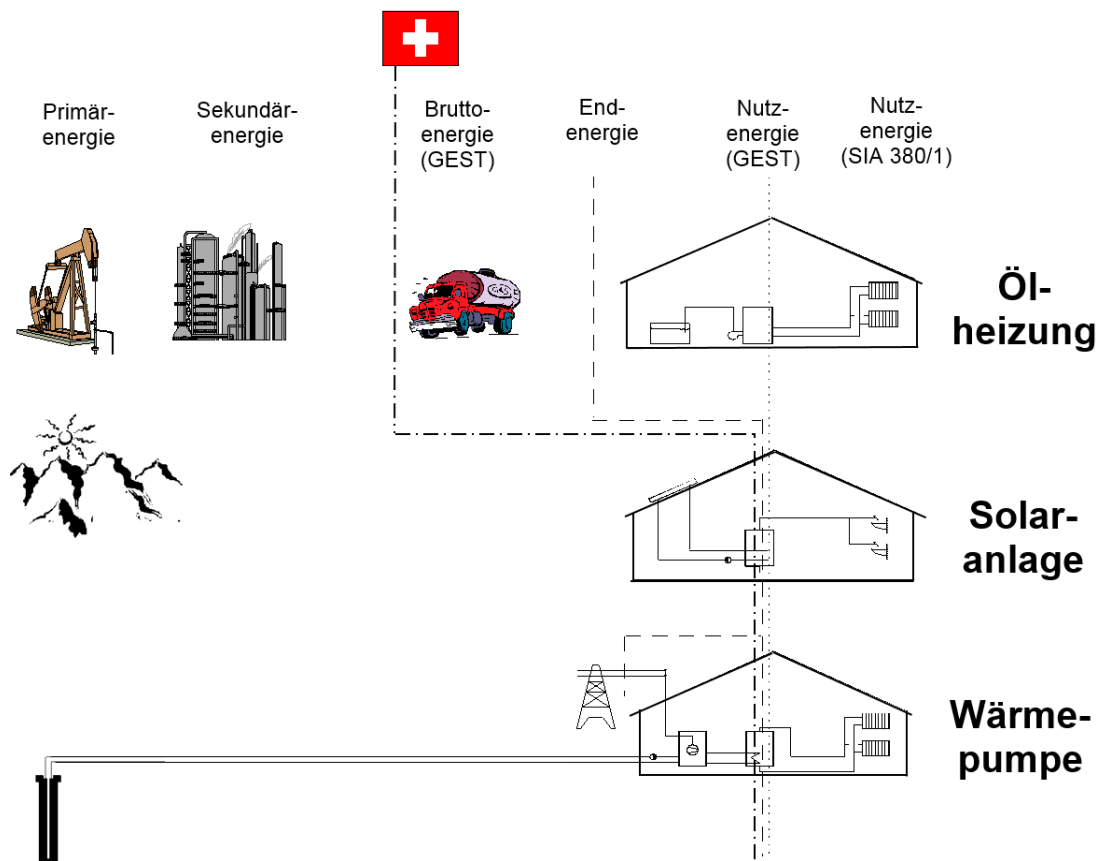 Primär-
energie
Sekundär-
energie
Brutto-
energie
(GEST)
End-
energie
Nutz-
energie
(GEST)
Nutz-
energie
(SIA 380/1)
Öl-
heizung
Solar-
anlage
Wärme-
pumpe